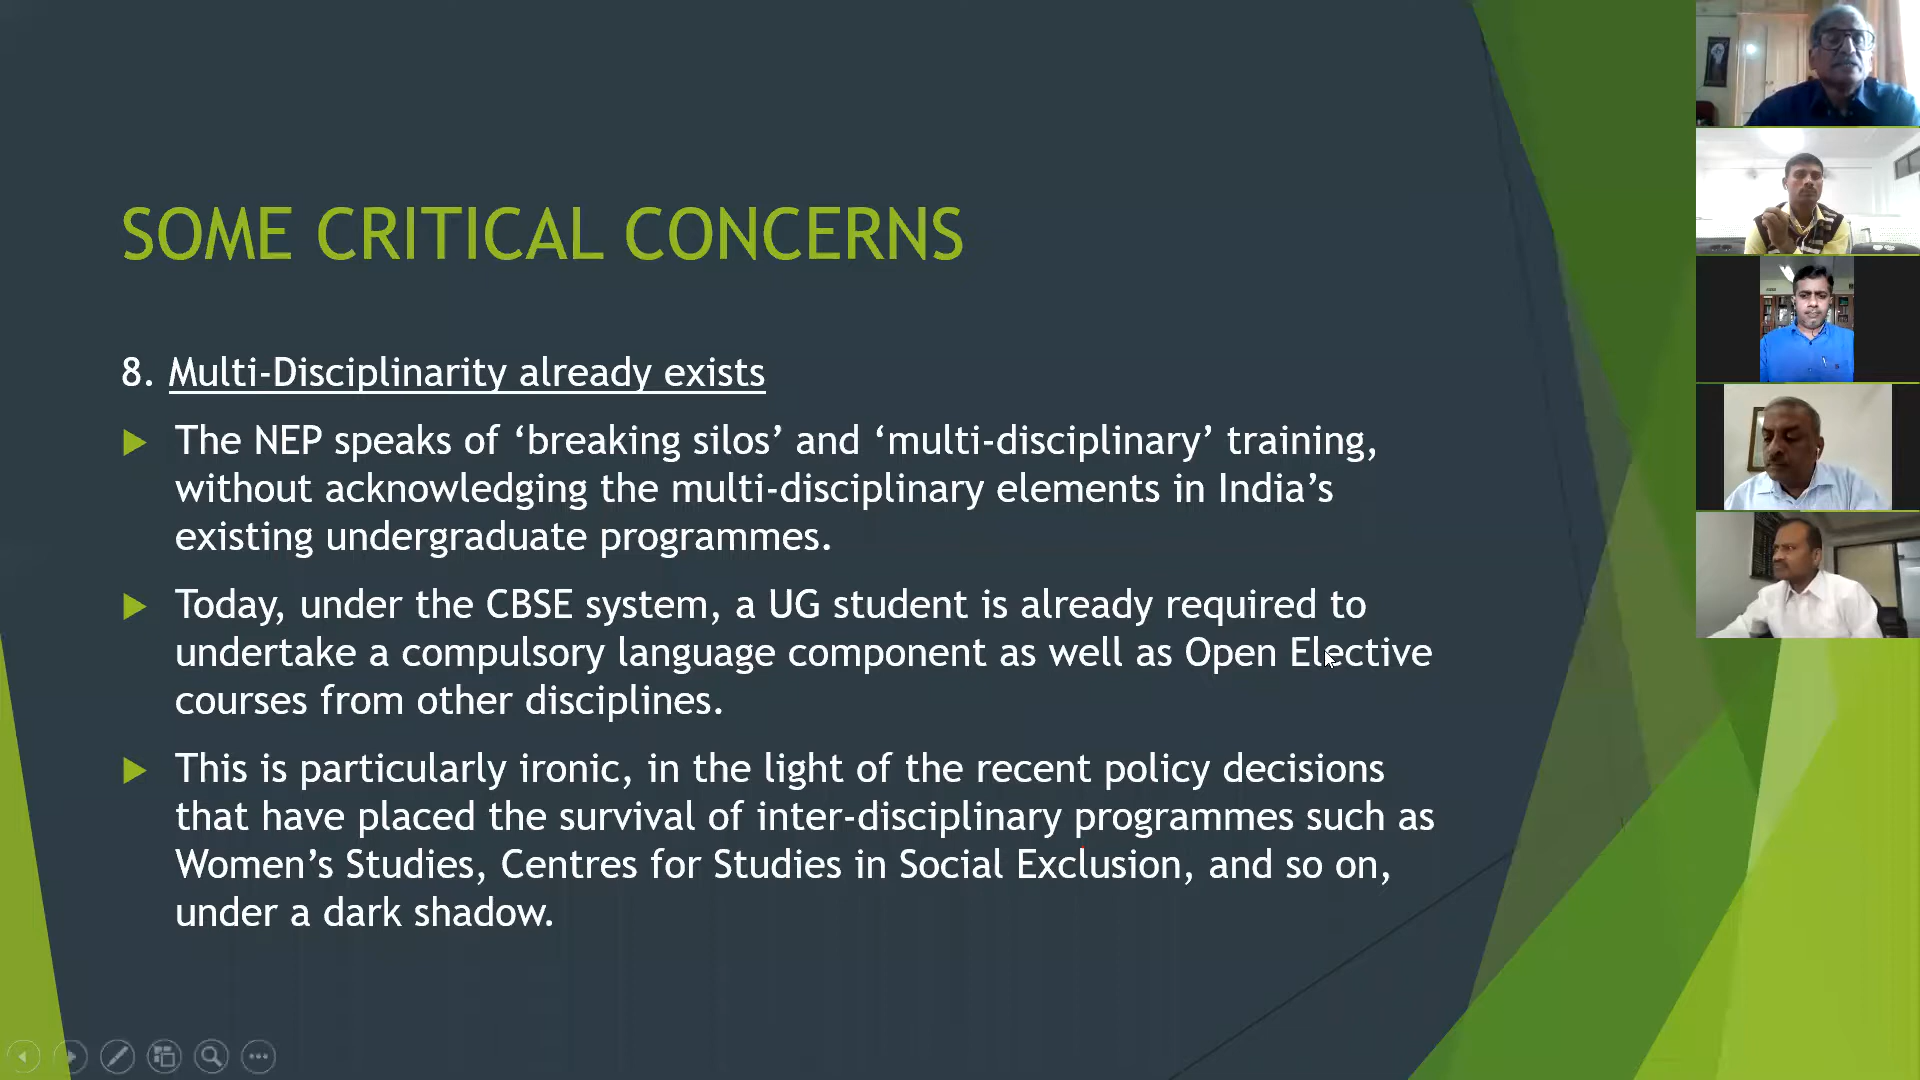 SOME CRITICAL CONCERNS
8. Multi-Disciplinarity already exists
The NEP speaks of ‘breaking silos’ and ‘multi-disciplinary’ training,
without acknowledging the multi-disciplinary elements in India’s
existing undergraduate programmes.
Today, under the CBSE system, a UG student is already required to
undertake a compulsory language component as well as Open Elective
courses from other disciplines.
This is particularly ironic, in the light of the recent policy decisions
that have placed the survival of inter-disciplinary programmes such as
Women’s Studies, Centres for Studies in Social Exclusion, and so on,
under a dark shadow.